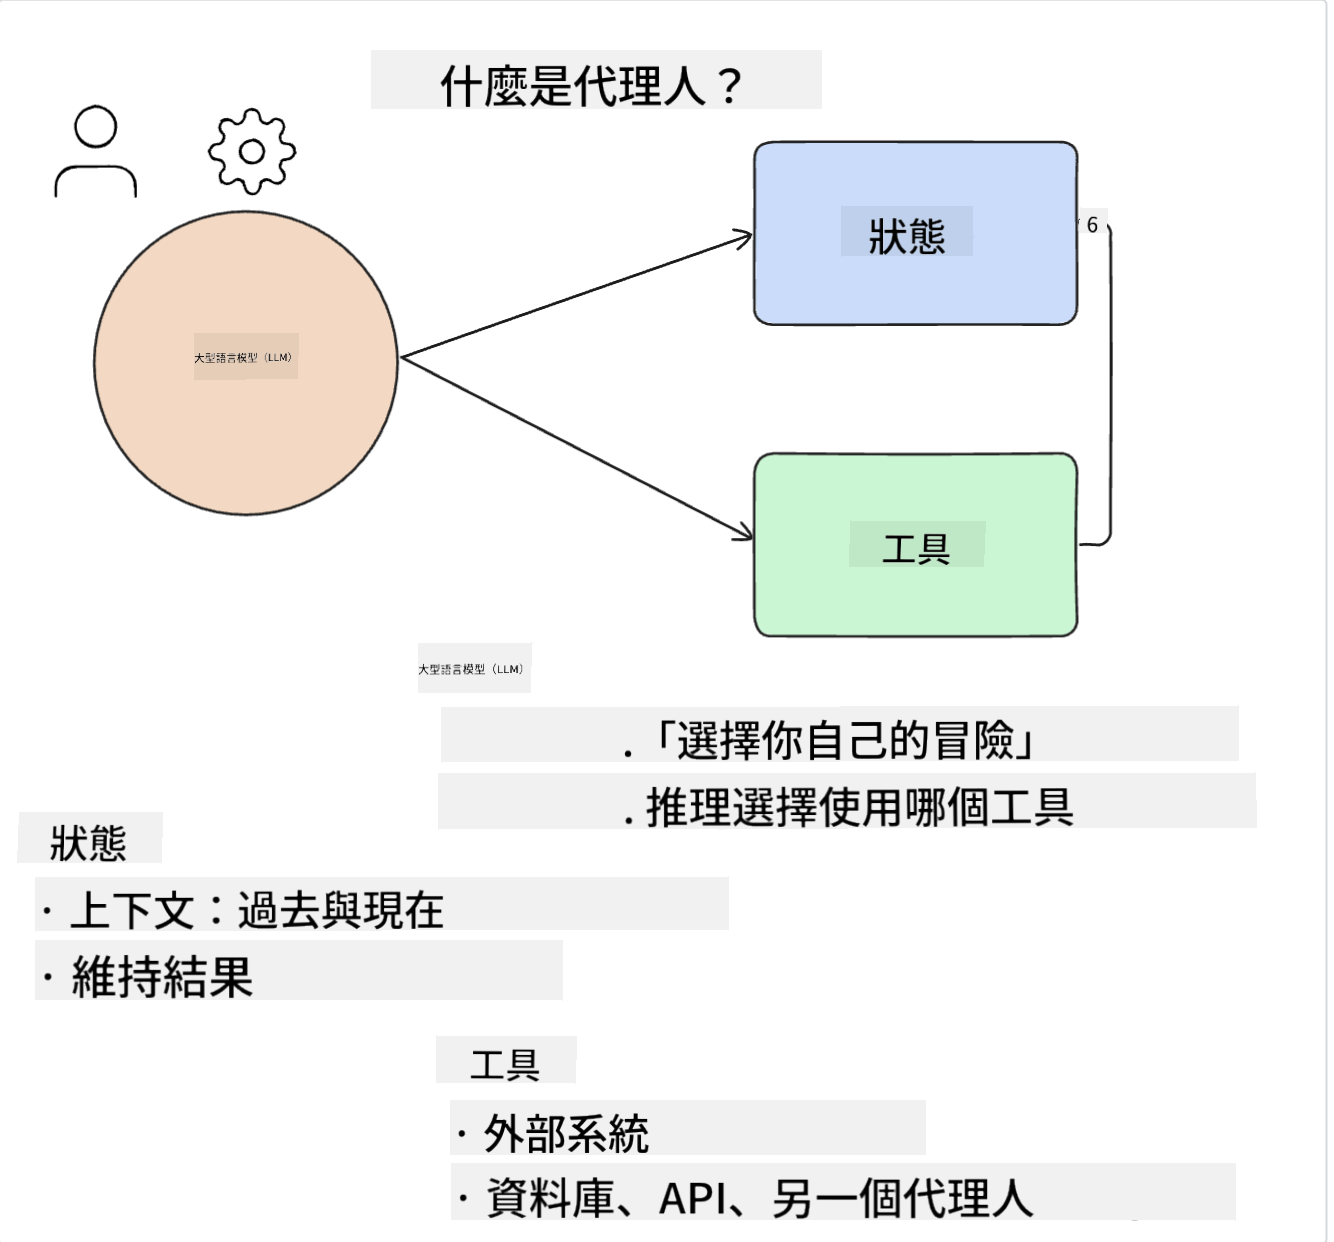 什麼是代理人？
狀態
6
大型語言模型（LLM）
工具
大型語言模型（LLM）
.「選擇你自己的冒險」
. 推理選擇使用哪個工具
狀態
· 上下文：過去與現在
· 維持結果
工具
· 外部系統
· 資料庫、API、另一個代理人